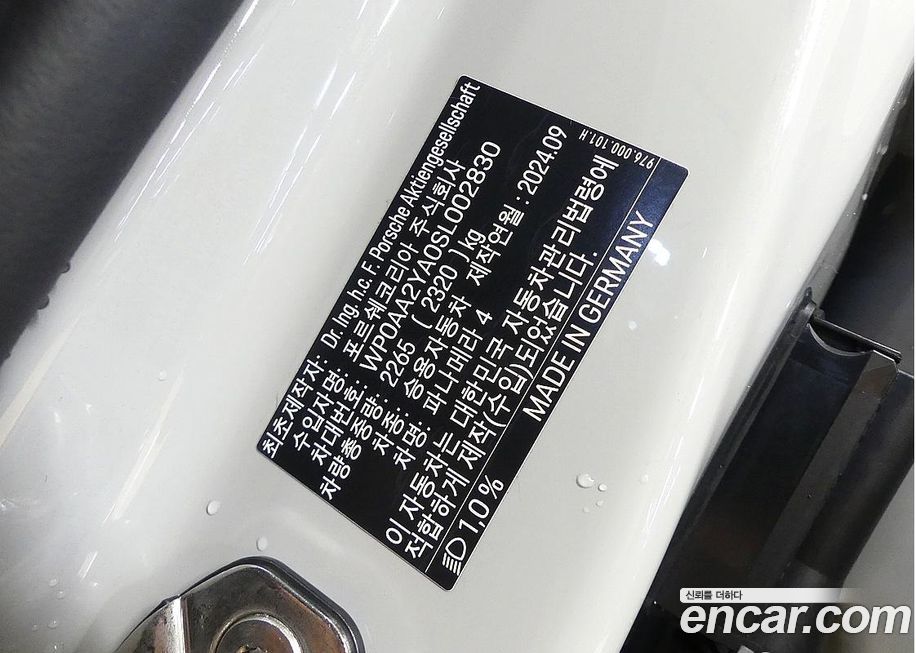 최초제작자: Dr. Ing. h.c. F. Porsche Aktiengesellschaft
수입자명: 포르쉐코리아 주식회사
차대번호: WP0AA2YA0SL002830
차량총중량: 2265 ( 2320 ) kg
차종: 승용자동차 제작연월 : 2024.09
차명: 파나메라 4
이 자동차는 대한민국 자동차관리법령에
적합하게 제작(수입)되었습니다.
1,0 % MADE IN GERMANY
976.000.101.H
신뢰를 더하다
encar.com